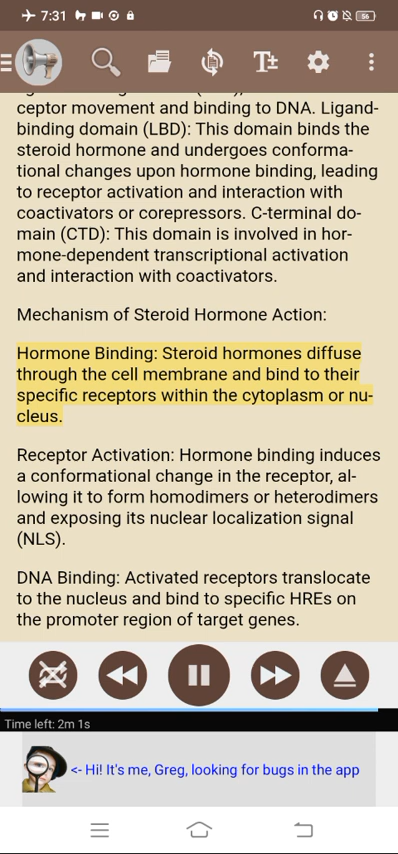 7:31
56
T±
ceptor movement and binding to DNA. Ligand-
binding domain (LBD): This domain binds the
steroid hormone and undergoes conforma-
tional changes upon hormone binding, leading
to receptor activation and interaction with
coactivators or corepressors. C-terminal do-
main (CTD): This domain is involved in hor-
mone-dependent transcriptional activation
and interaction with coactivators.
Mechanism of Steroid Hormone Action:
Hormone Binding: Steroid hormones diffuse
through the cell membrane and bind to their
specific receptors within the cytoplasm or nu-
cleus.
Receptor Activation: Hormone binding induces
a conformational change in the receptor, al-
lowing it to form homodimers or heterodimers
and exposing its nuclear localization signal
(NLS).
DNA Binding: Activated receptors translocate
to the nucleus and bind to specific HREs on
the promoter region of target genes.
Time left: 2m 1s
<- Hi! It's me, Greg, looking for bugs in the app